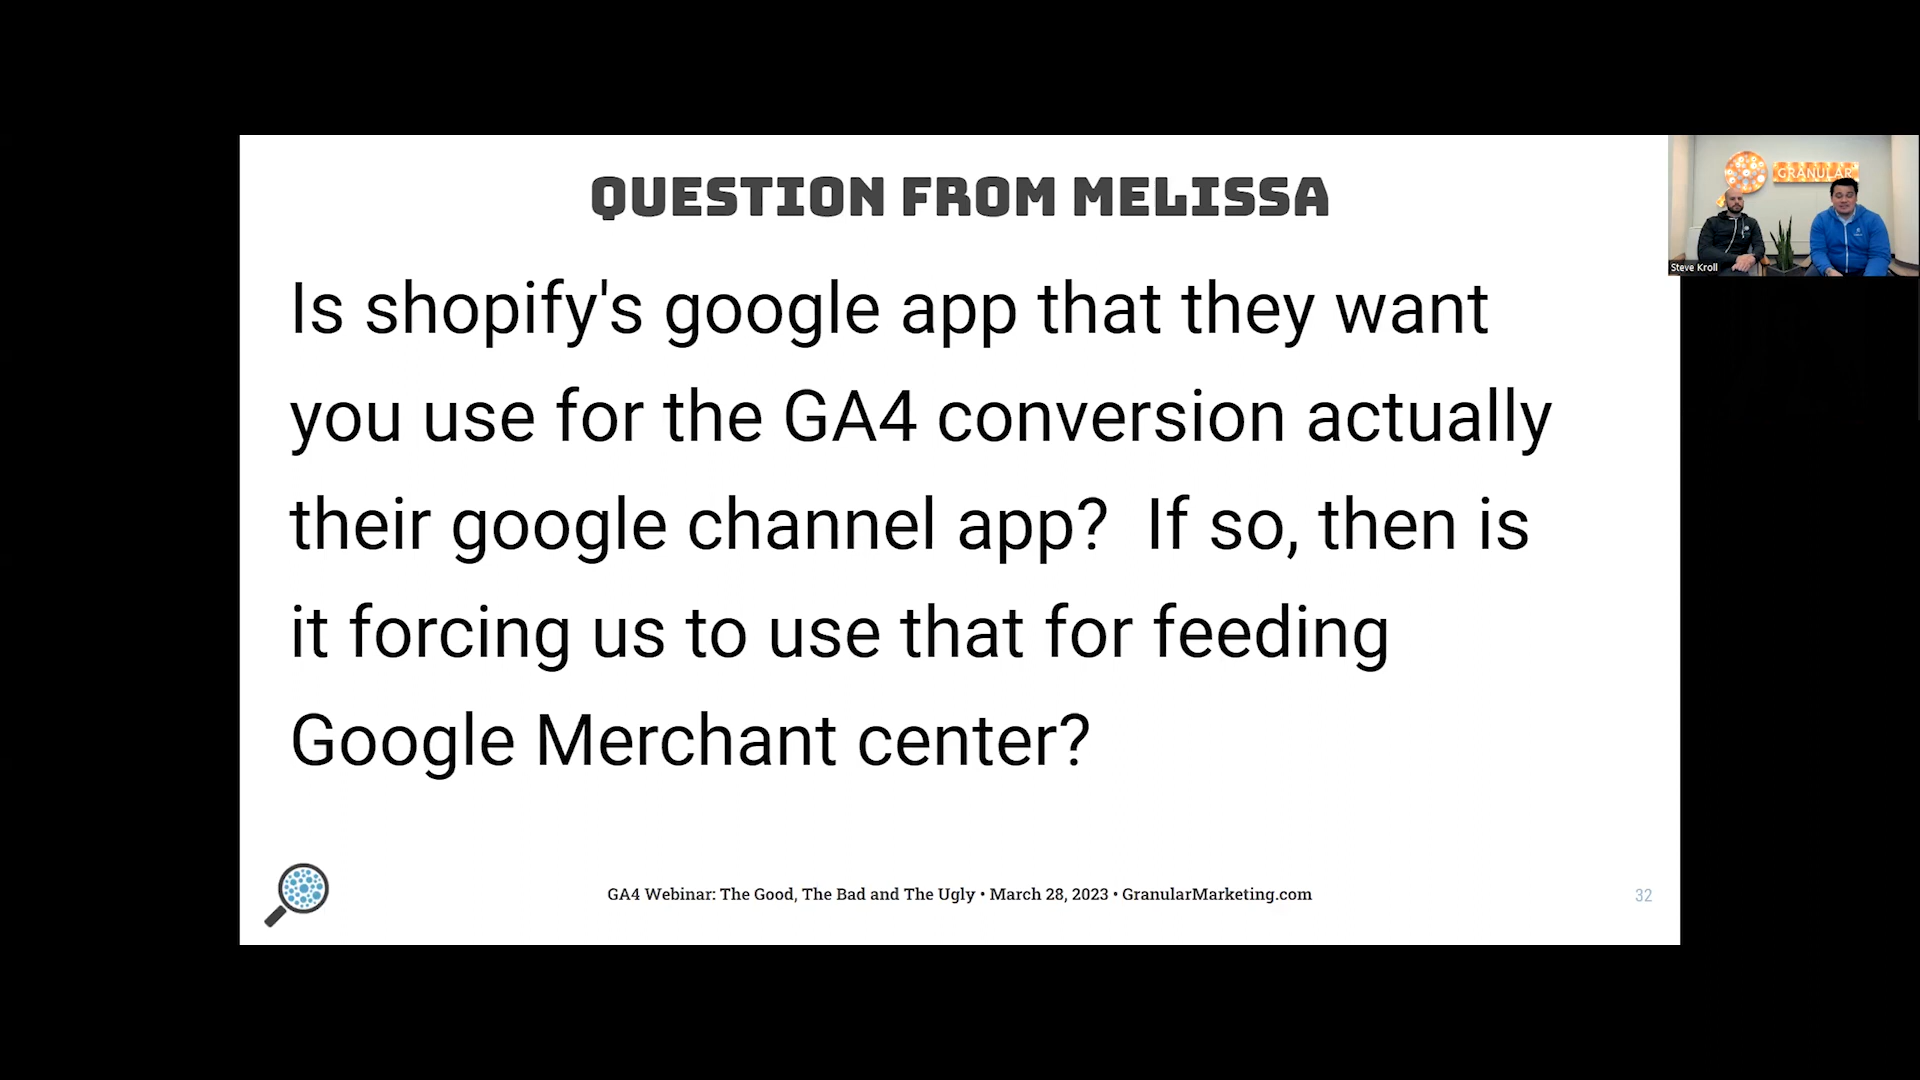 QUESTION FROM MELISSA
GRANULAR
Steve Kroll
Is shopify's google app that they want
you use for the GA4 conversion actually
their google channel app?  If so, then is
it forcing us to use that for feeding
Google Merchant center?
GA4 Webinar: The Good, The Bad and The Ugly • March 28, 2023 • GranularMarketing.com
32